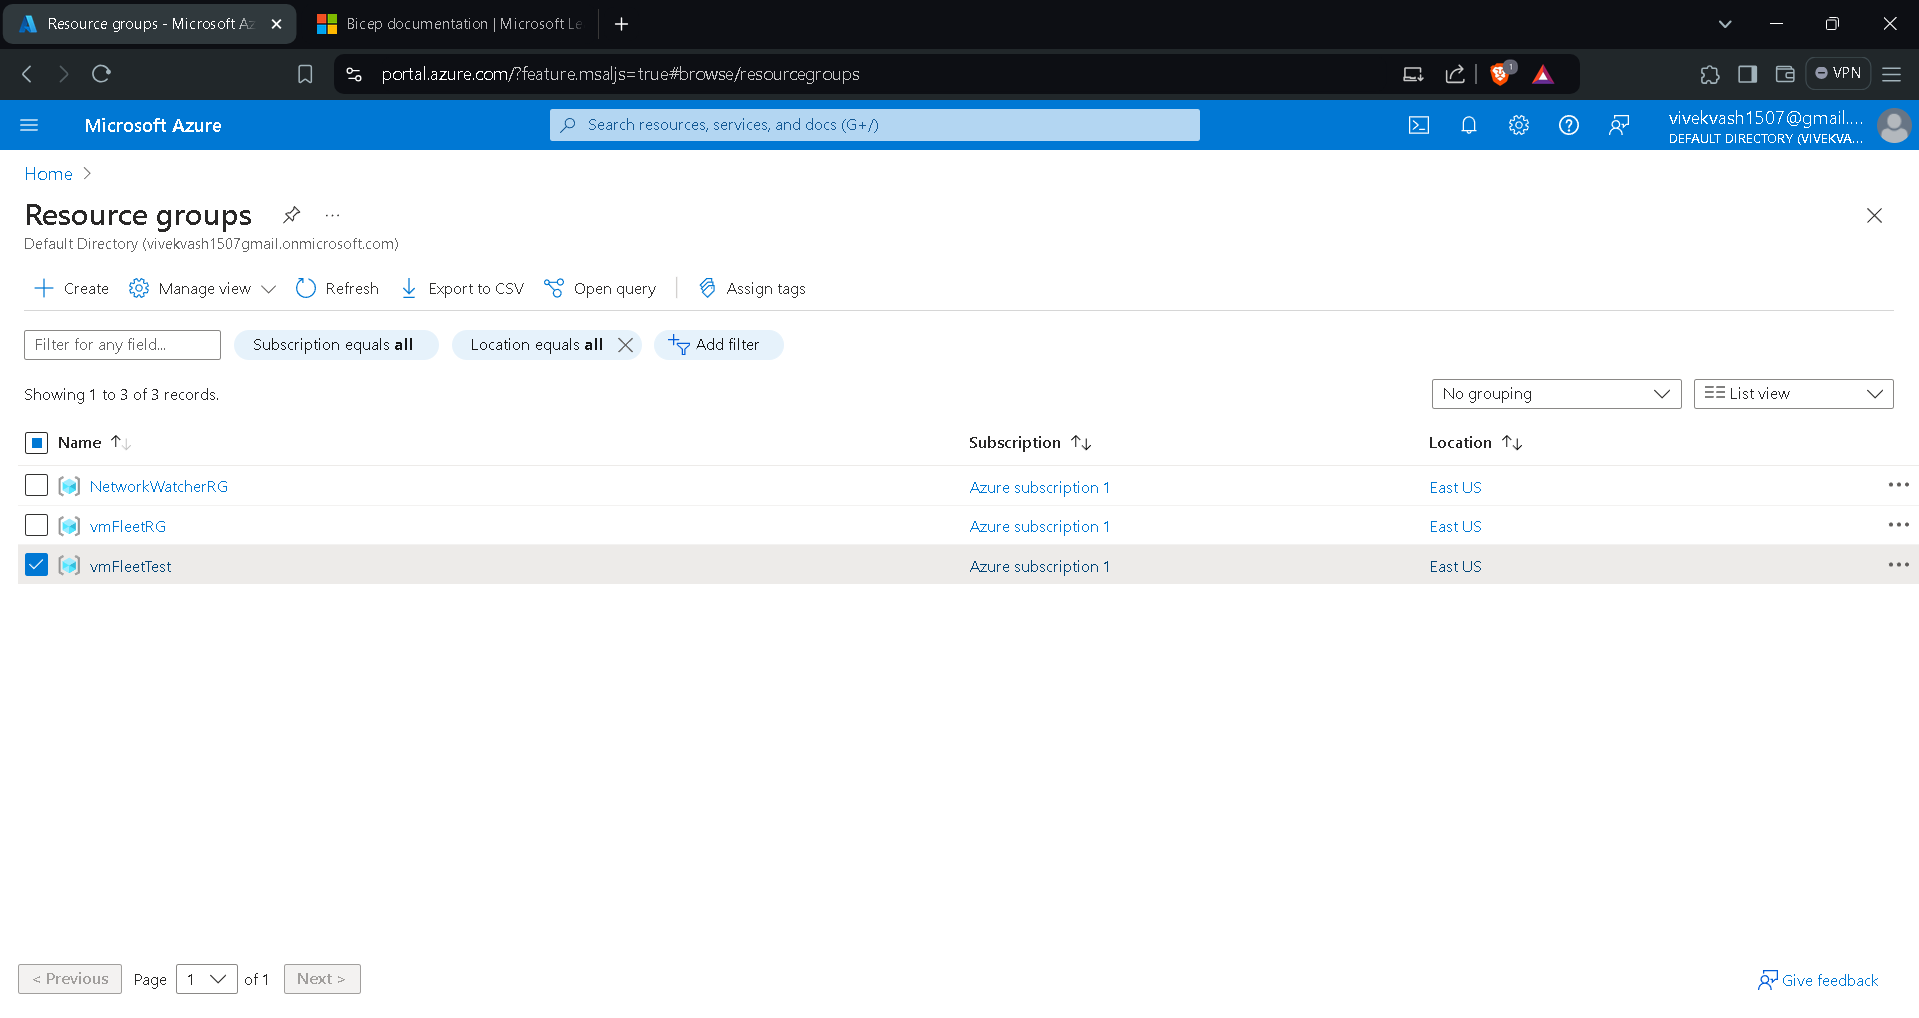 Resource groups - Microsoft Az
Bicep documentation | Microsoft Le
portal.azure.com/?feature.msaljs=true#browse/resourcegroups
1
VPN
Microsoft Azure
Search resources, services, and docs (G+/)
vivekvash1507@gmail....
DEFAULT DIRECTORY (VIVEKVA...
Home
Resource groups
...
Default Directory (vivekvash1507gmail.onmicrosoft.com)
Create
Manage view
Refresh
Export to CSV
Open query
Assign tags
Filter for any field...
Subscription equals all
Location equals all
Add filter
Showing 1 to 3 of 3 records.
No grouping
List view
Name
Subscription
Location
NetworkWatcherRG
Azure subscription 1
East US
vmFleetRG
Azure subscription 1
East US
vmFleetTest
Azure subscription 1
East US
< Previous
Page
1
of 1
Next >
Give feedback